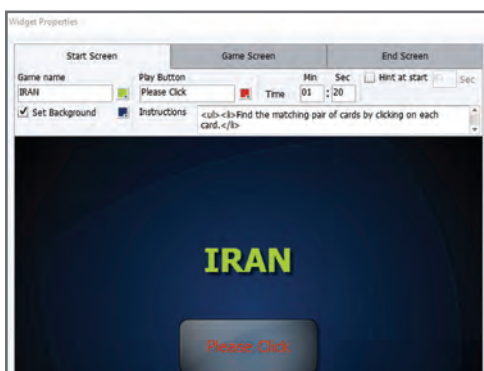 Widget Properties
Start Screen Game Screen End Screen
Game name Play Button Min Sec Hint at start Sec
IRAN Please Click Time 01 : 20
Set Background Instructions <ub><li>Find the matching pair of cards by clicking on each
card.</li>
IRAN
Please Click